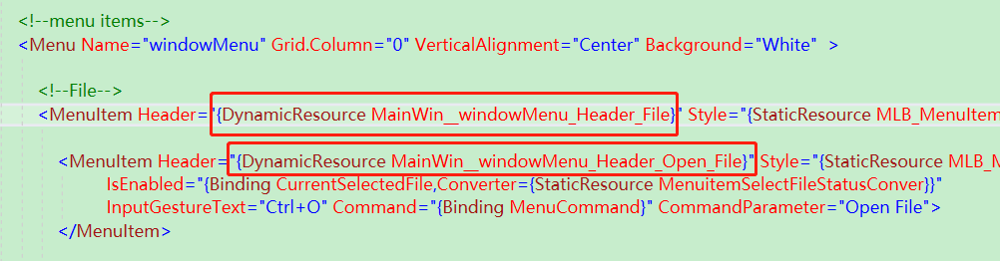 <!--menu items-->
<Menu Name="windowMenu" Grid.Column="0" VerticalAlignment="Center" Background="White" >
<!--File-->
<MenuItem Header="{DynamicResource MainWin__windowMenu_Header_File}" Style="{StaticResource MLB_MenuItem
<MenuItem Header="{DynamicResource MainWin__windowMenu_Header_Open_File}" Style="{StaticResource MLB_M
IsEnabled="{Binding CurrentSelectedFile,Converter={StaticResource MenuitemSelectFileStatusConver}}"
InputGestureText="Ctrl+O" Command="{Binding MenuCommand}" CommandParameter="Open File">
</MenuItem>